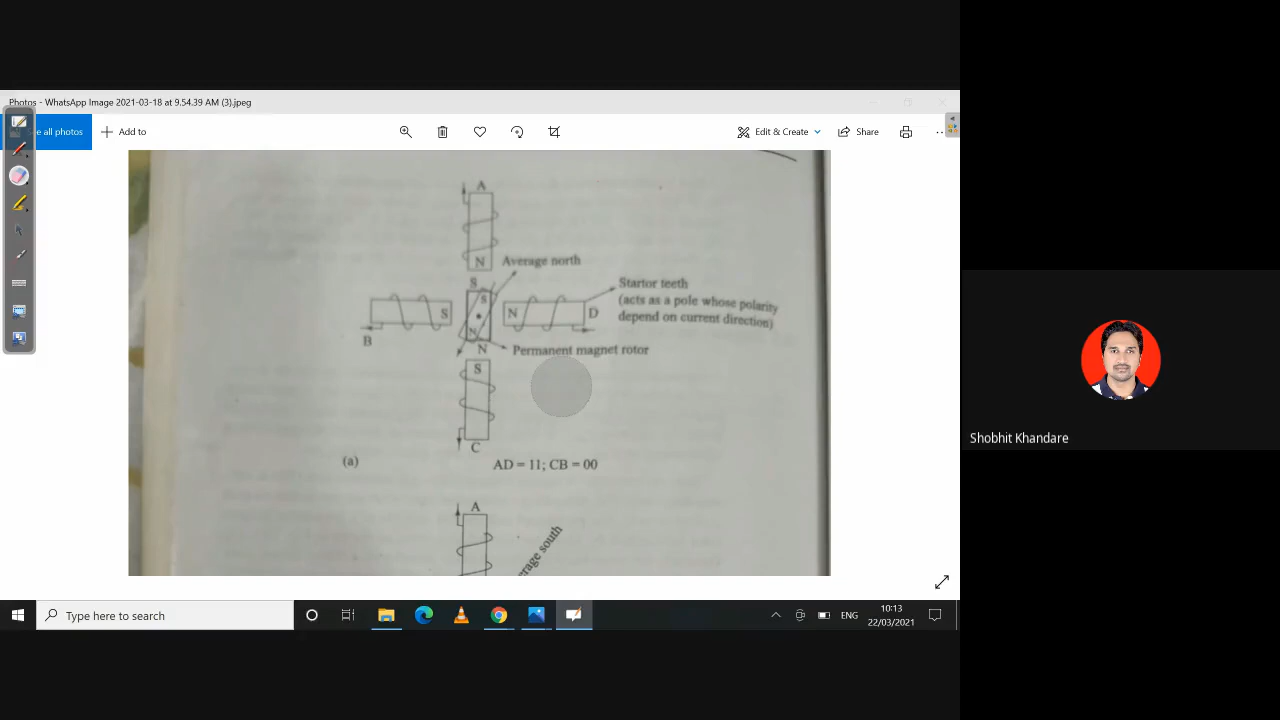 Photos - WhatsApp Image 2021-03-18 at 9.54.39 AM (3).jpeg
all photos
Add to
Edit & Create
Share
A
N
Average north
S
S
Startor teeth
(acts as a pole whose polarity
depend on current direction)
S
N
D
B
N
N
Permanent magnet rotor
S
C
(a)
AD = 11; CB = 00
A
south
Shobhit Khandare
Type here to search
ENG
10:13
22/03/2021